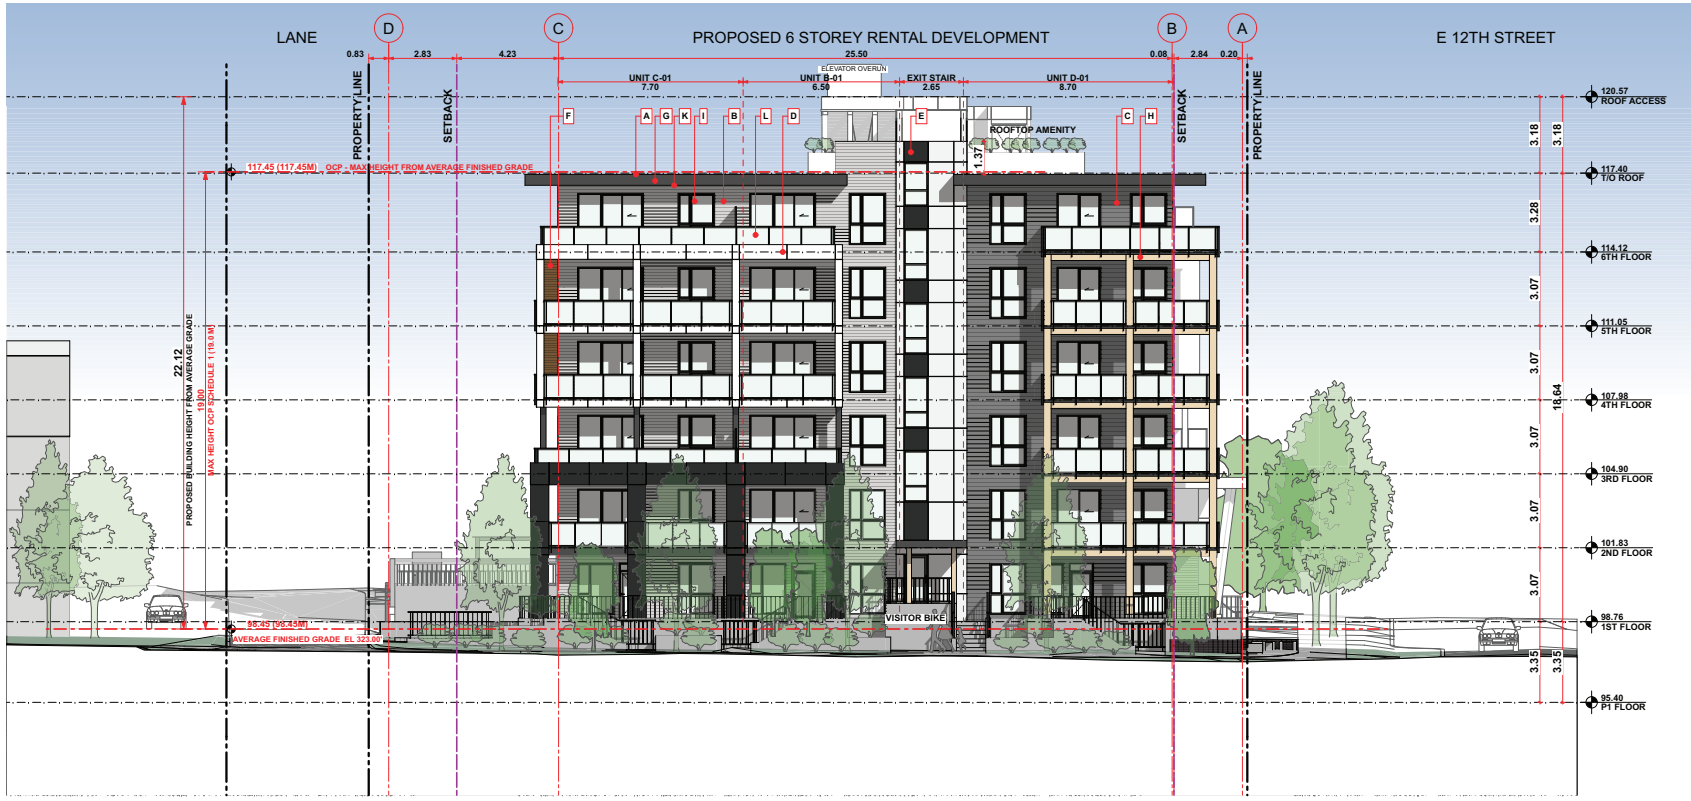 D
C
B
A
LANE
PROPOSED 6 STOREY RENTAL DEVELOPMENT
E 12TH STREET
0.83
2.83
4.23
25.50
0.08
2.84
0.20
ELEVATOR OVERUN
UNIT C-01
UNIT B-01
EXIT STAIR
UNIT D-01
7.70
6.50
2.65
8.70
PROPERTY LINE
SETBACK
SETBACK
PROPERTY LINE
F
A
G
K
I
B
L
D
E
C
H
ROOFTOP AMENITY
1.37
117.45 (117.45M)
OCP - MAX HEIGHT FROM AVERAGE FINISHED GRADE
22.12
PROPOSED BUILDING HEIGHT FROM AVERAGE GRADE
19.00
MAX HEIGHT OCP SCHEDULE 1 (19.0 M)
98.45 (98.45M)
AVERAGE FINISHED GRADE EL 323.00'
VISITOR BIKE
120.57
ROOF ACCESS
3.18
3.18
117.40
T/O ROOF
3.28
114.12
6TH FLOOR
3.07
111.05
5TH FLOOR
3.07
107.98
4TH FLOOR
18.64
3.07
104.90
3RD FLOOR
3.07
101.83
2ND FLOOR
3.07
98.76
1ST FLOOR
3.35
3.35
95.40
P1 FLOOR